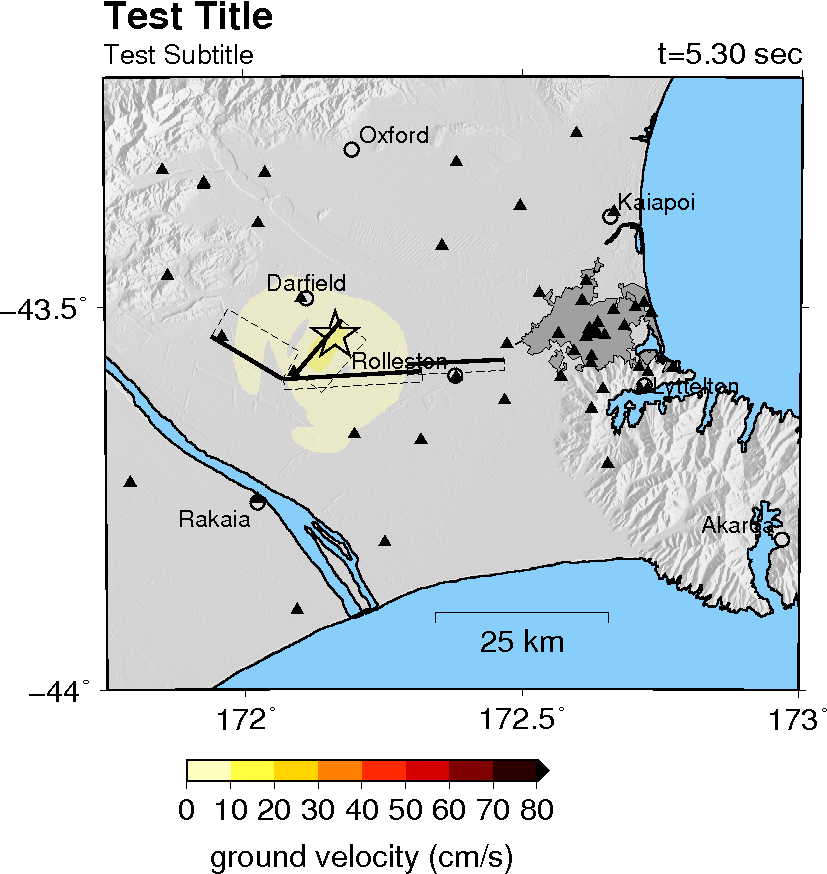 Test Title
Test Subtitle
t=5.30 sec
Oxford
Kaiapoi
Darfield
−43.5°
Rolleston
Lyttelton
Rakaia
Akaroa
25 km
−44°
172° 172.5° 173°
0 10 20 30 40 50 60 70 80
ground velocity (cm/s)